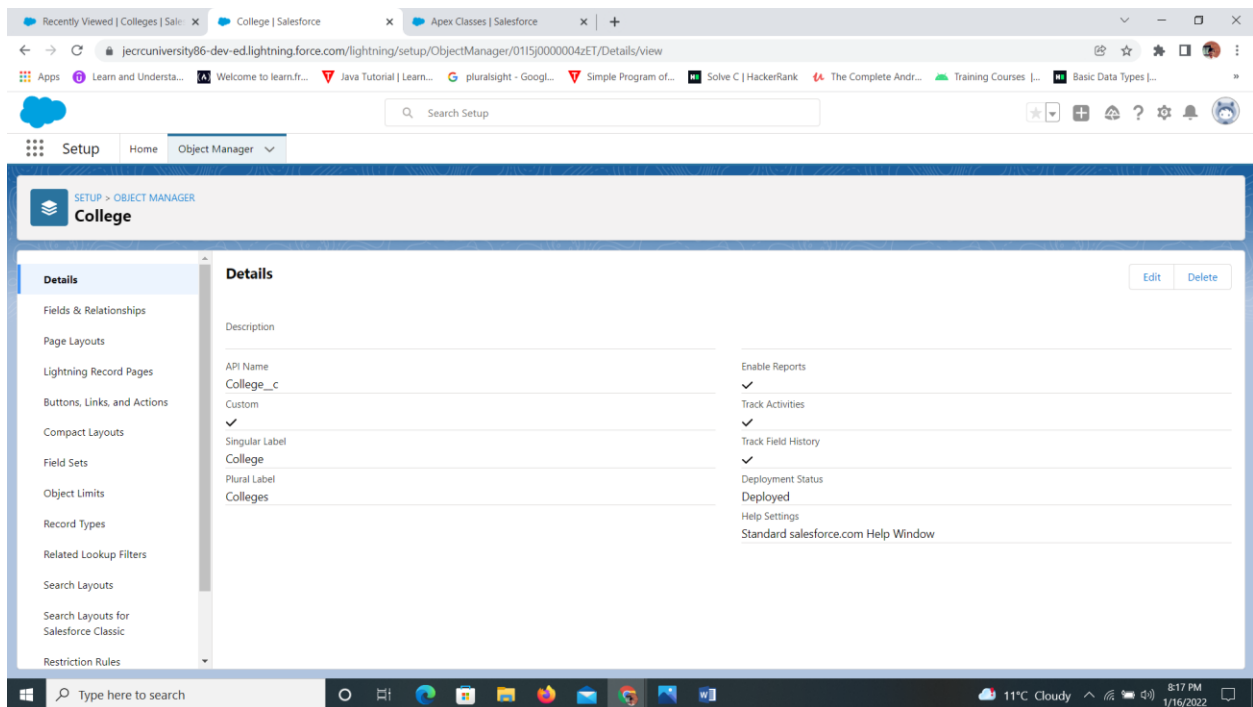 Recently Viewed | Colleges | Sale
College | Salesforce
Apex Classes | Salesforce
jecrcuniversity86-dev-ed.lightning.force.com/lightning/setup/ObjectManager/01I5j0000004zET/Details/view
Apps Learn and Understa... Welcome to learn.fr... Java Tutorial | Learn... pluralsight - Googl... Simple Program of... Solve C | HackerRank The Complete Andr... Training Courses |... Basic Data Types |...
Search Setup
Setup Home Object Manager
SETUP > OBJECT MANAGER
College
Details
Fields & Relationships
Page Layouts
Lightning Record Pages
Buttons, Links, and Actions
Compact Layouts
Field Sets
Object Limits
Record Types
Related Lookup Filters
Search Layouts
Search Layouts for
Salesforce Classic
Restriction Rules
Details
Edit Delete
Description
API Name
College__c
Custom
Singular Label
College
Plural Label
Colleges
Enable Reports
Track Activities
Track Field History
Deployment Status
Deployed
Help Settings
Standard salesforce.com Help Window
Type here to search
11°C Cloudy
8:17 PM
1/16/2022